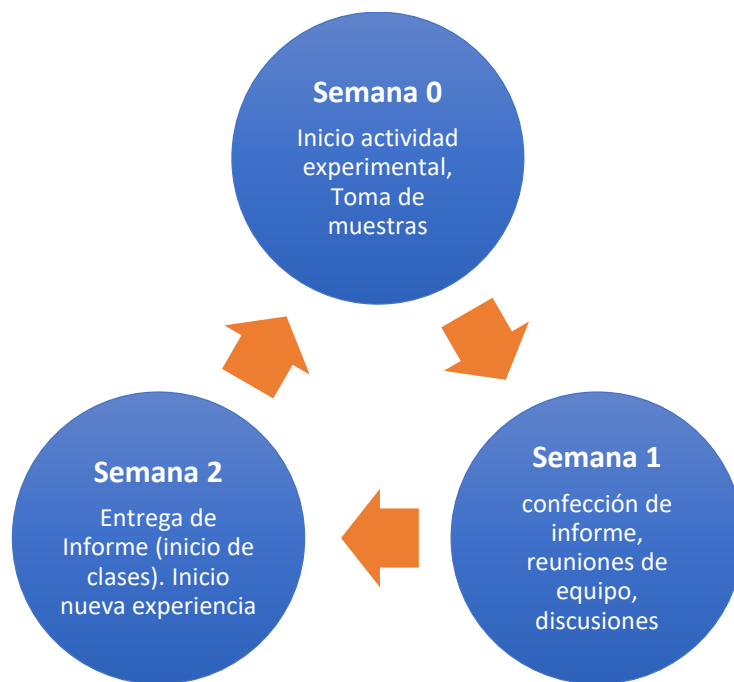 Semana 0
Inicio actividad
experimental,
Toma de
muestras
Semana 1
confección de
informe,
reuniones de
equipo,
discusiones
Semana 2
Entrega de
Informe (inicio de
clases). Inicio
nueva experiencia